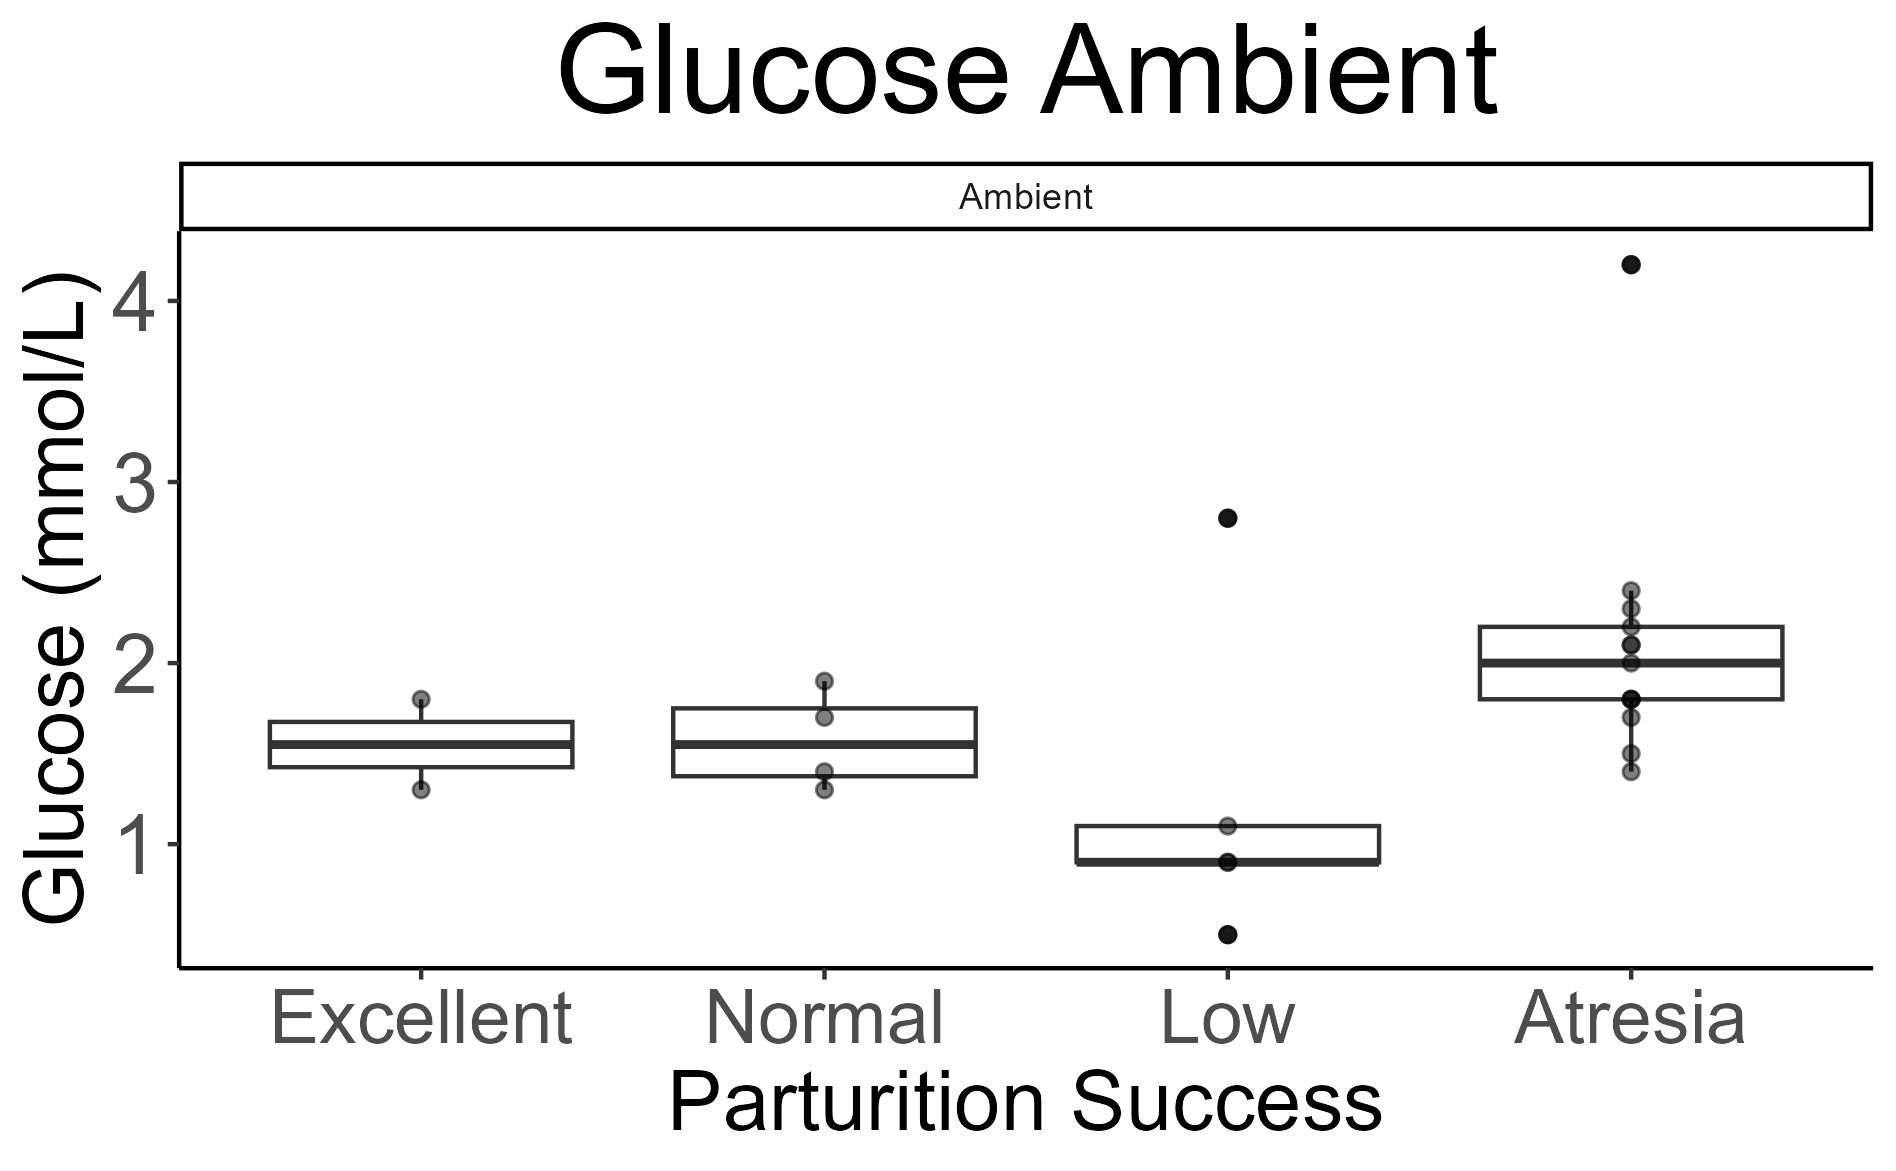 Glucose Ambient
Ambient
Glucose (mmol/L)
4
3
2
1
Excellent Normal Low Atresia
Parturition Success